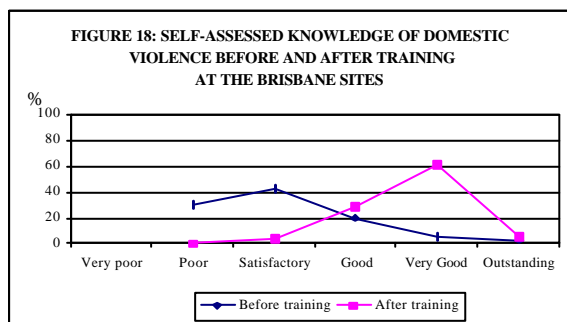 FIGURE 18: SELF-ASSESSED KNOWLEDGE OF DOMESTIC
VIOLENCE BEFORE AND AFTER TRAINING
AT THE BRISBANE SITES
%
100
80
60
40
20
0
Very poor Poor Satisfactory Good Very Good Outstanding
Before training After training